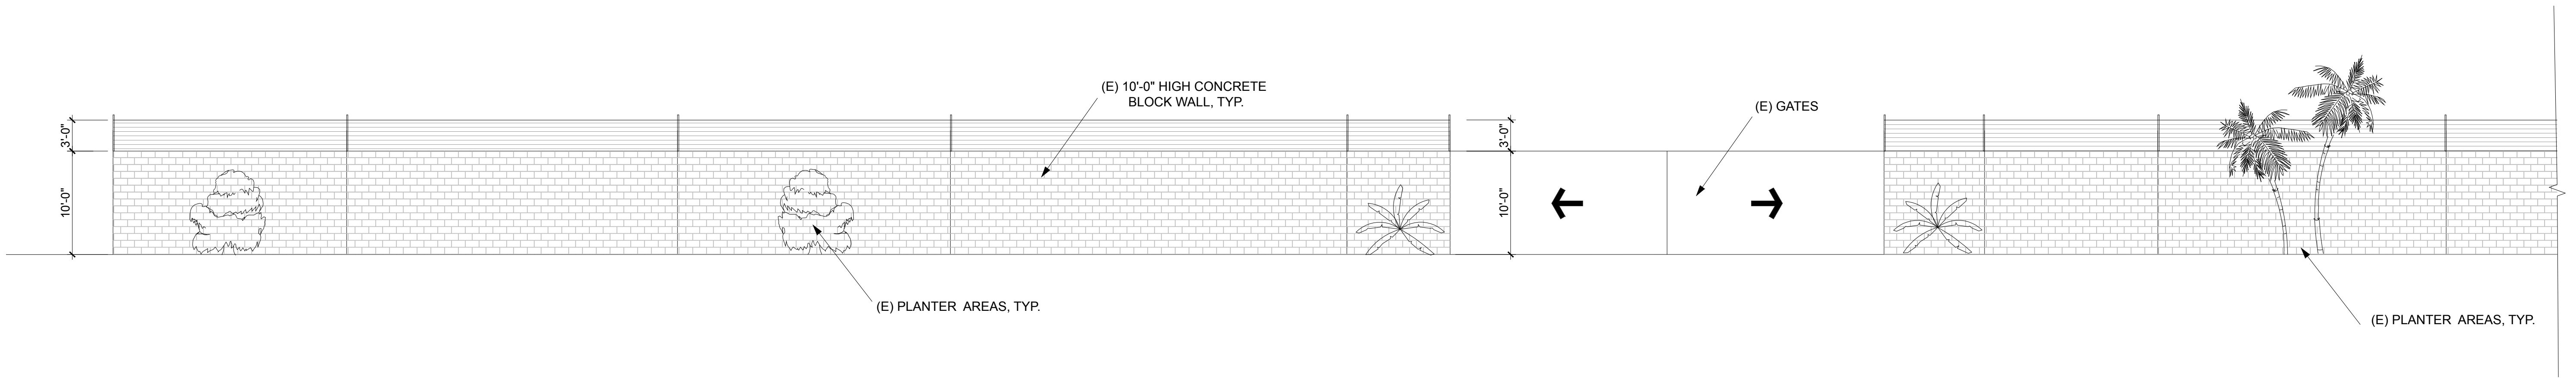 (E) 10'-0" HIGH CONCRETE
BLOCK WALL, TYP.
(E) GATES
3'-0"
10'-0"
3'-0"
10'-0"
(E) PLANTER AREAS, TYP.
(E) PLANTER AREAS, TYP.